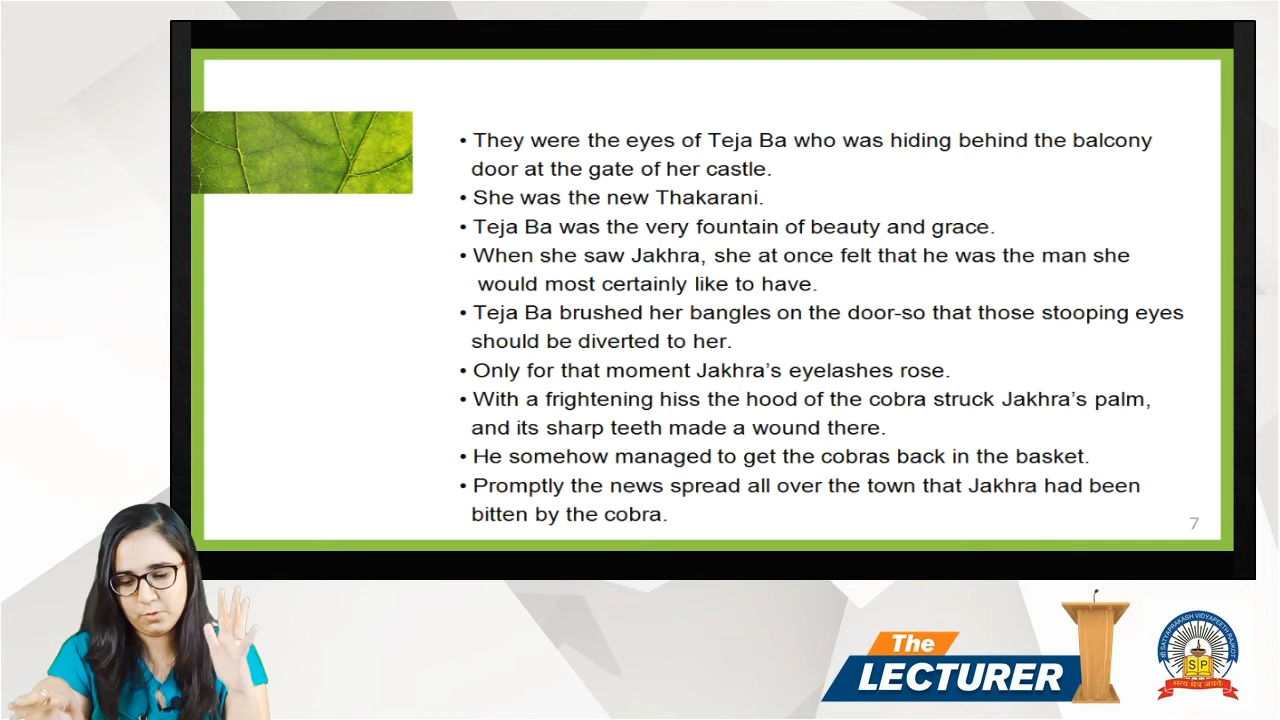 • They were the eyes of Teja Ba who was hiding behind the balcony
door at the gate of her castle.
• She was the new Thakarani.
• Teja Ba was the very fountain of beauty and grace.
• When she saw Jakhra, she at once felt that he was the man she
would most certainly like to have.
• Teja Ba brushed her bangles on the door-so that those stooping eyes
should be diverted to her.
• Only for that moment Jakhra's eyelashes rose.
• With a frightening hiss the hood of the cobra struck Jakhra's palm,
and its sharp teeth made a wound there.
• He somehow managed to get the cobras back in the basket.
• Promptly the news spread all over the town that Jakhra had been
bitten by the cobra.
7
The
LECTURER
श्री SATYAPRAKASH VIDYAPEETH RAJKOT
S P
सत्य मेव जयते